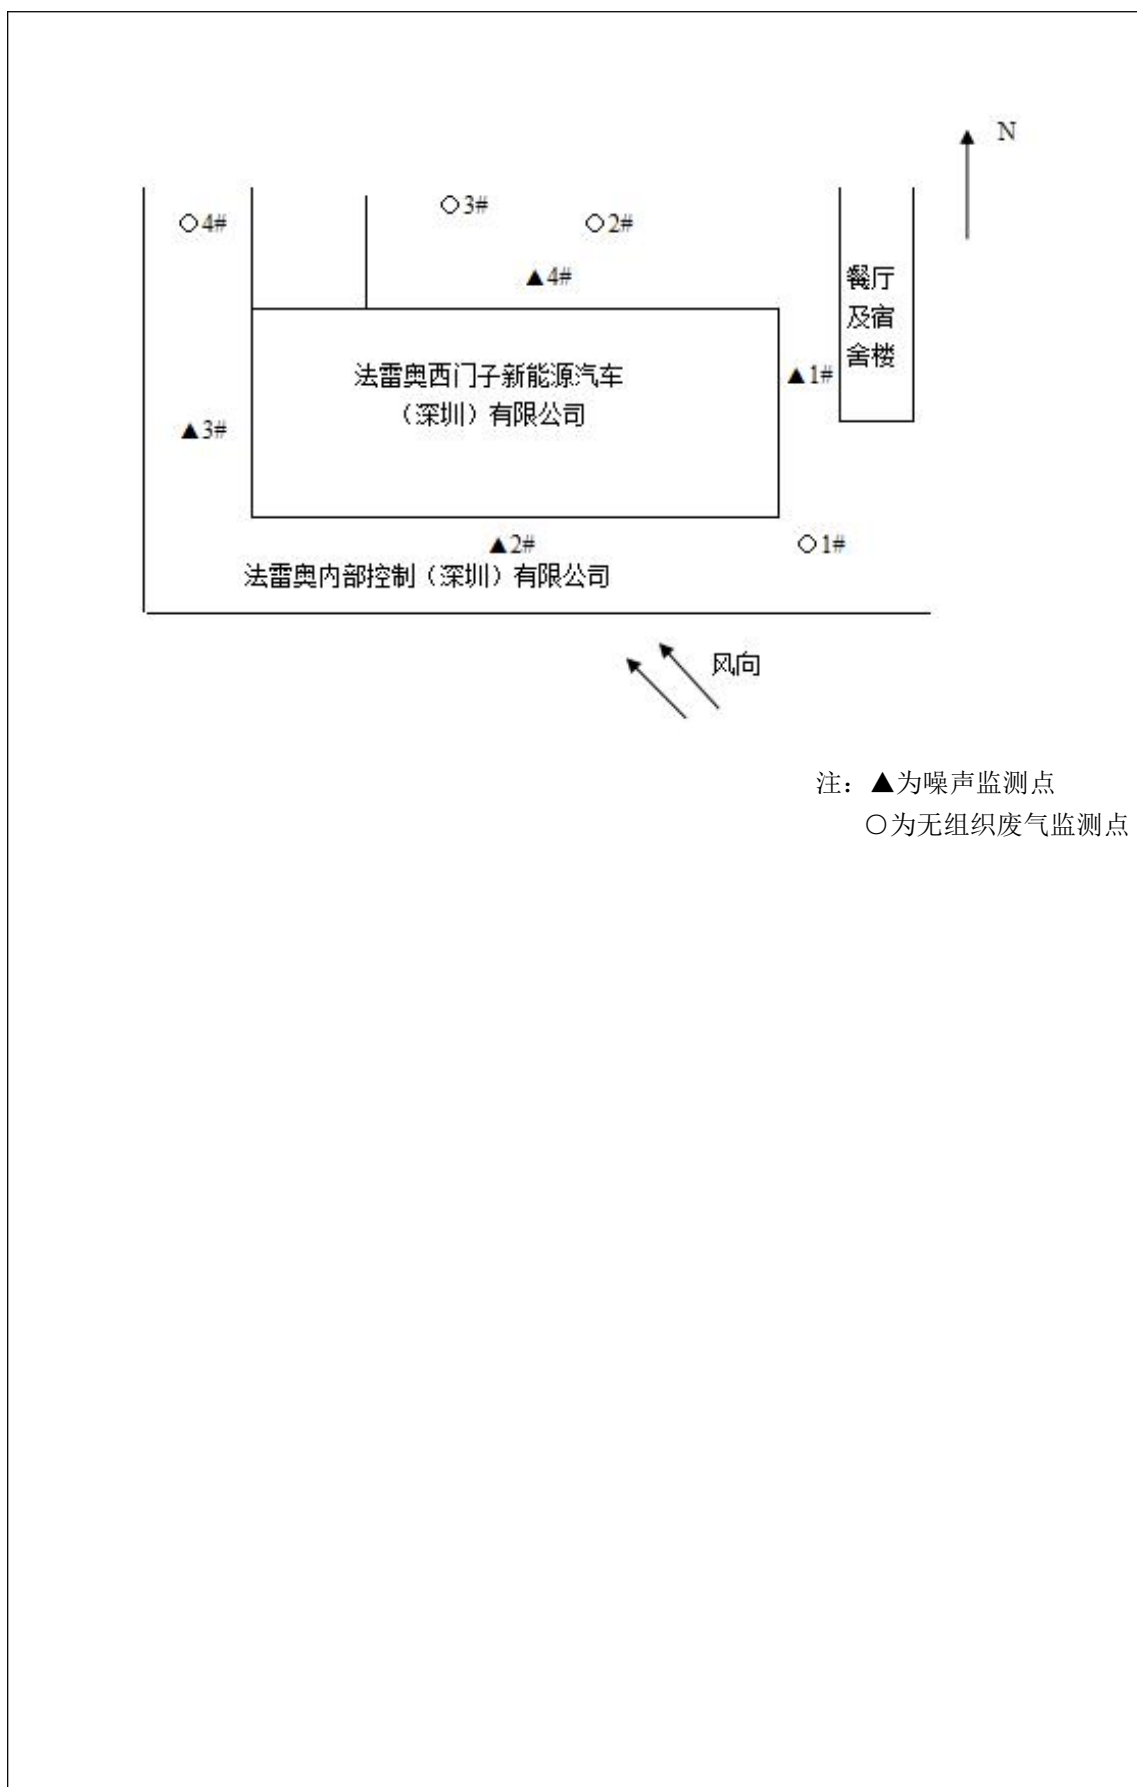 N
○3#
○4#
○2#
▲4#
餐厅
及宿
舍楼
法雷奥西门子新能源汽车
（深圳）有限公司
▲1#
▲3#
▲2#
○1#
法雷奥内部控制（深圳）有限公司
风向
注：▲为噪声监测点
○为无组织废气监测点